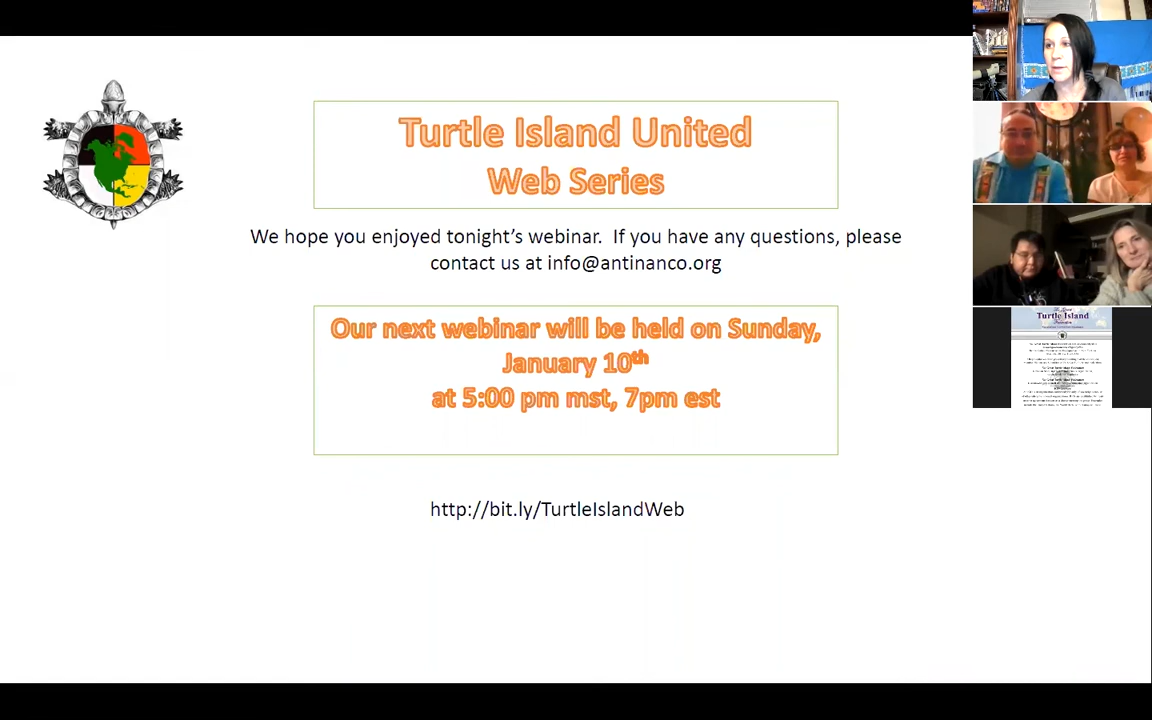 Turtle Island United
Web Series
We hope you enjoyed tonight's webinar.  If you have any questions, please
contact us at info@antinanco.org
Our next webinar will be held on Sunday,
January 10th
at 5:00 pm mst, 7pm est
http://bit.ly/TurtleIslandWeb
Turtle Island